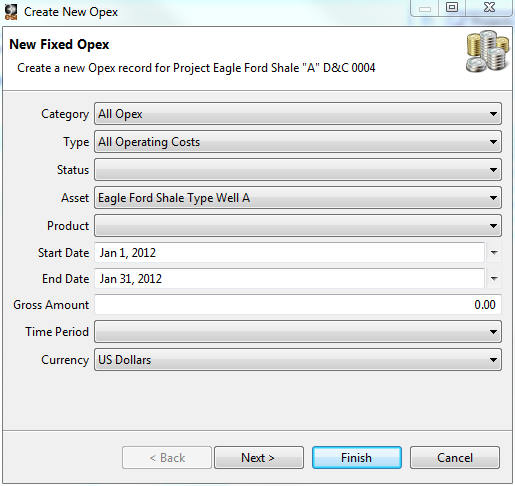 Create New Opex
New Fixed Opex
Create a new Opex record for Project Eagle Ford Shale "A" D&C 0004
Category All Opex
Type All Operating Costs
Status
Asset Eagle Ford Shale Type Well A
Product
Start Date Jan 1, 2012
End Date Jan 31, 2012
Gross Amount 0.00
Time Period
Currency US Dollars
< Back Next > Finish Cancel